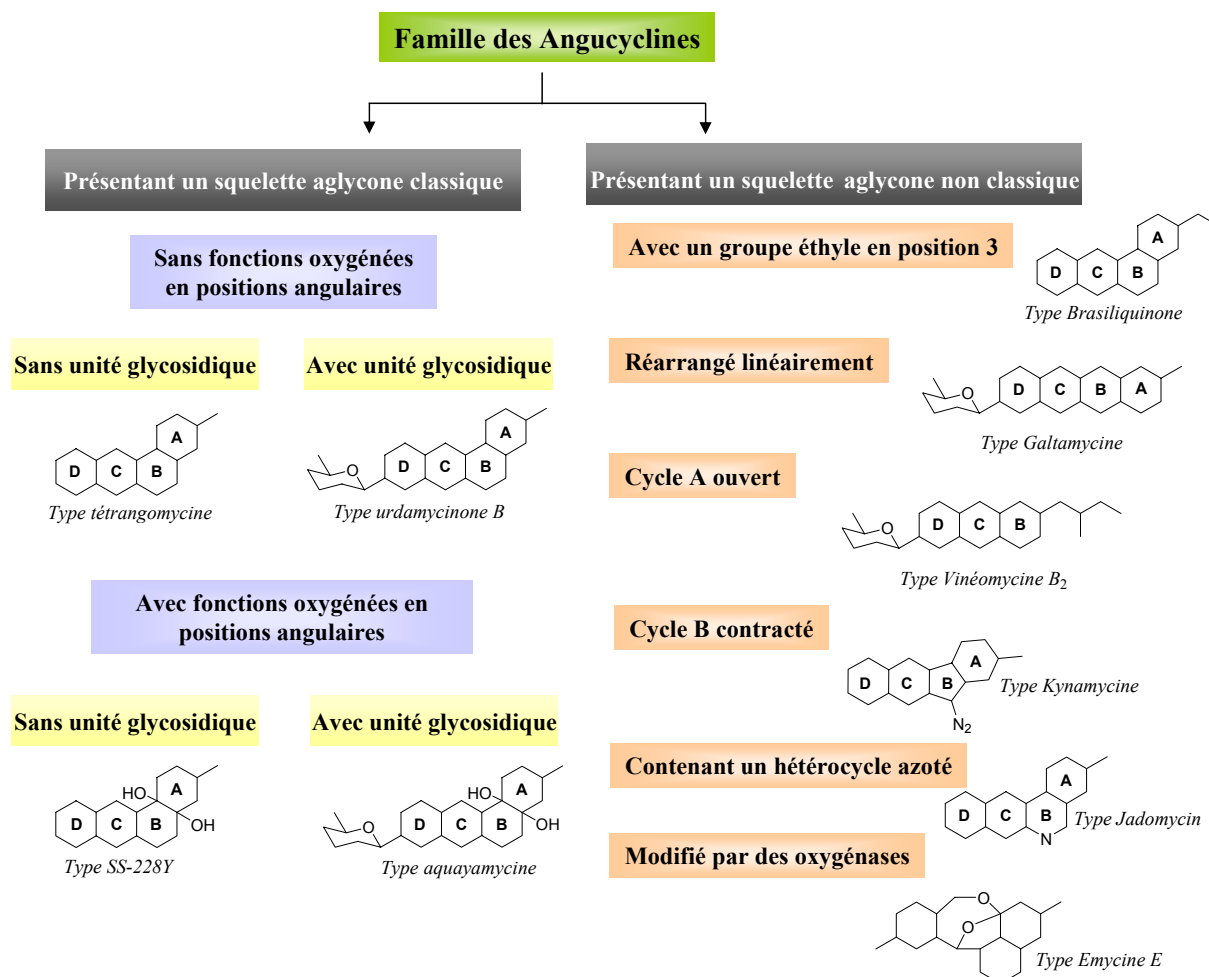 Famille des Angucyclines
Présentant un squelette aglycone classique
Sans fonctions oxygénées
en positions angulaires
Sans unité glycosidique
Avec unité glycosidique
D C B A
Type tétrangomycine
O D C B A
Type urdamycinone B
Avec fonctions oxygénées en
positions angulaires
Sans unité glycosidique
Avec unité glycosidique
HO A
D C B OH
Type SS-228Y
HO A
O D C B OH
Type aquayamycine
Présentant un squelette aglycone non classique
Avec un groupe éthyle en position 3
A
D C B
Type Brasiliquinone
Réarrangé linéairement
O D C B A
Type Galtamycine
Cycle A ouvert
O D C B
Type Vinéomycine B2
Cycle B contracté
A
D C B
N2
Type Kynamycine
Contenant un hétérocycle azoté
A
D C B
N
Type Jadomycin
Modifié par des oxygénases
O
O
Type Emycine E